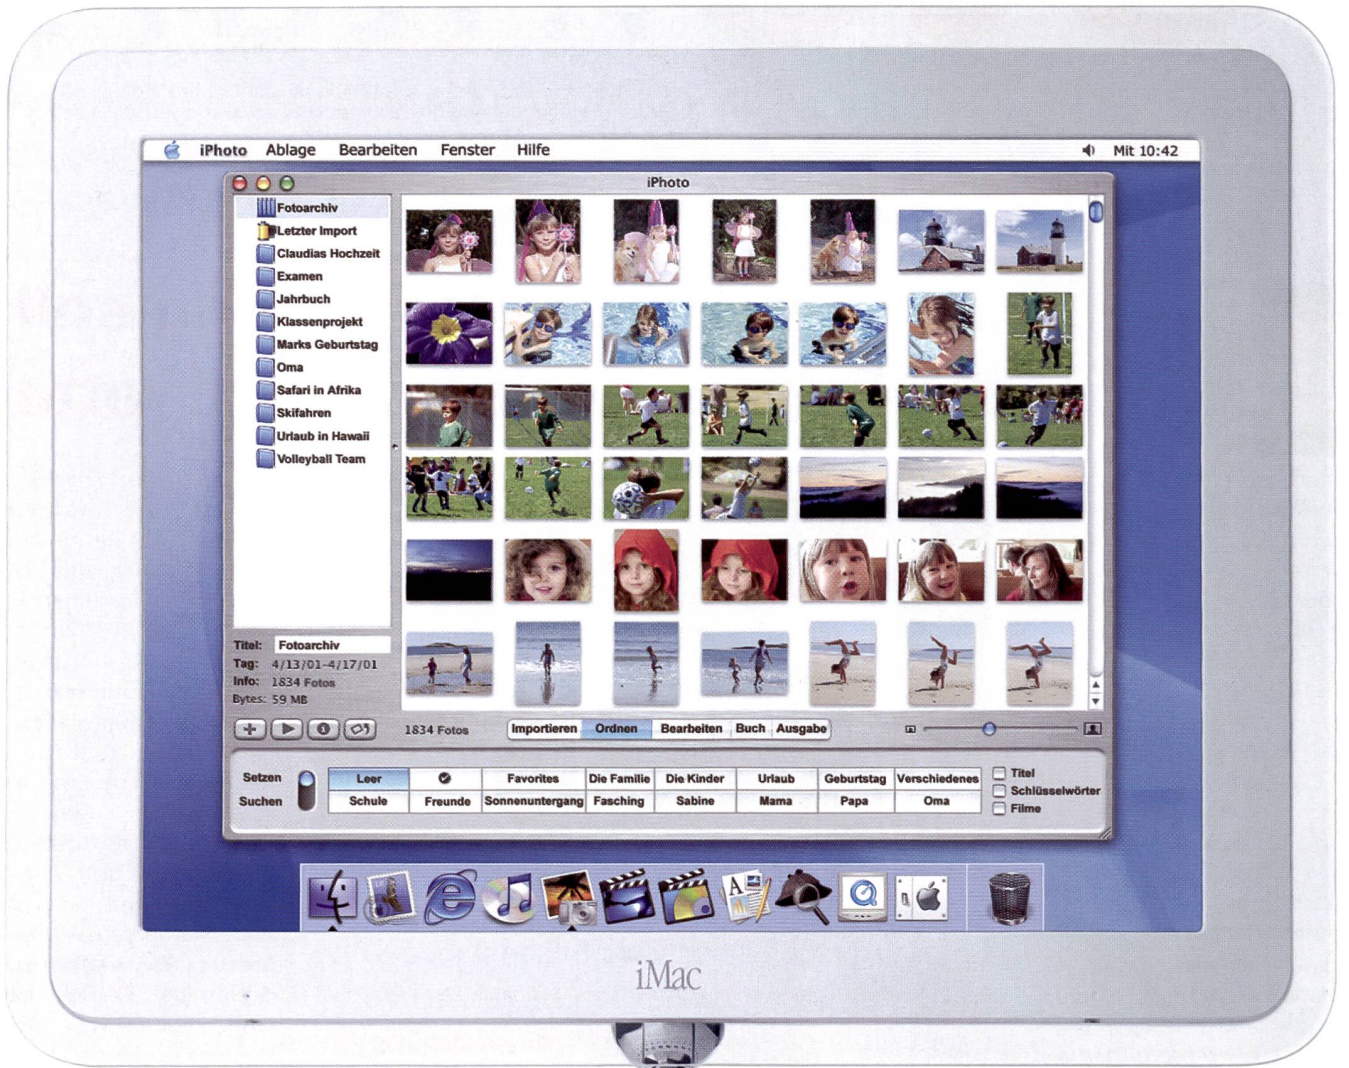 iPhoto Ablage Bearbeiten Fenster Hilfe Mit 10:42
iPhoto
Fotoarchiv
Letzter Import
Claudias Hochzeit
Examen
Jahrbuch
Klassenprojekt
Marks Geburtstag
Oma
Safari in Afrika
Skifahren
Urlaub in Hawaii
Volleyball Team
Titel: Fotoarchiv
Tag: 4/13/01-4/17/01
Info: 1834 Fotos
Bytes: 59 MB
1834 Fotos Importieren Ordnen Bearbeiten Buch Ausgabe
Setzen Leer Favorites Die Familie Die Kinder Urlaub Geburtstag Verschiedenes Titel
Schlüsselwörter
Suchen Schule Freunde Sonnenuntergang Fasching Sabine Mama Papa Oma Filme
iMac